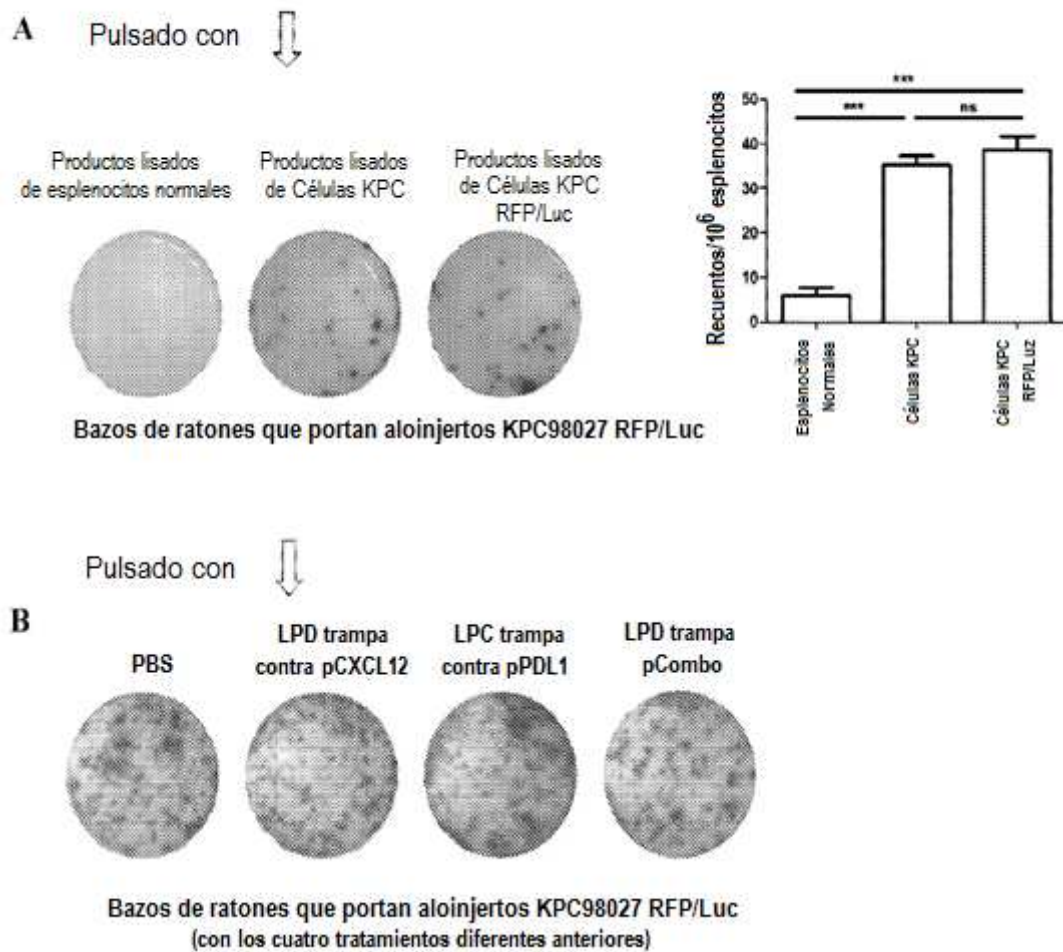 A
Pulsado con
Productos lisados
de esplenocitos normales
Productos lisados
de Células KPC
Productos lisados
de Células KPC
RFP/Luc
Bazos de ratones que portan aloinjertos KPC98027 RFP/Luc
Recuentos/10⁶ esplenocitos
50
40
30
20
10
0
***
***
ns
Esplenocitos
Normales
Células KPC
Células KPC
RFP/Luz
Pulsado con
B
PBS
LPD trampa
contra pCXCL12
LPC trampa
contra pPDL1
LPD trampa
pCombo
Bazos de ratones que portan aloinjertos KPC98027 RFP/Luc
(con los cuatro tratamientos diferentes anteriores)